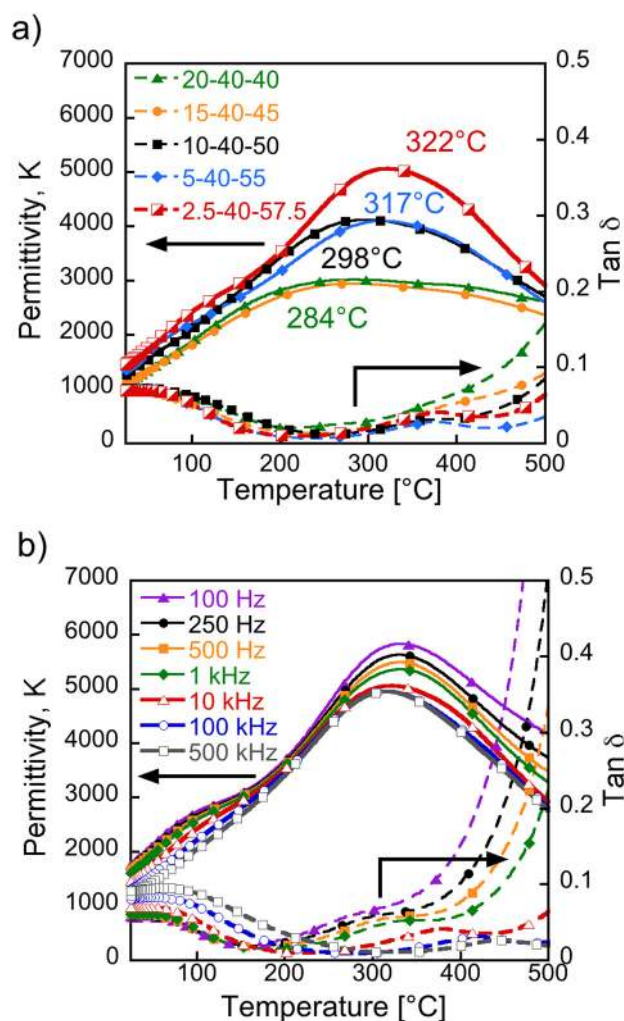 a)
7000
6000
5000
4000
3000
2000
1000
0
Permittivity, K
20-40-40
15-40-45
10-40-50
5-40-55
2.5-40-57.5
322°C
317°C
298°C
284°C
0.5
0.4
0.3
0.2
0.1
0
Tan δ
100 200 300 400 500
Temperature [°C]
b)
7000
6000
5000
4000
3000
2000
1000
0
Permittivity, K
100 Hz
250 Hz
500 Hz
1 kHz
10 kHz
100 kHz
500 kHz
0.5
0.4
0.3
0.2
0.1
0
Tan δ
100 200 300 400 500
Temperature [°C]